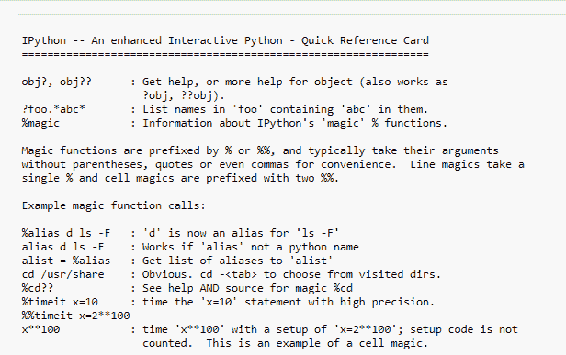 IPython -- An enhanced Interactive Python - Quick Reference Card
================================================================
obj?, obj??      : Get help, or more help for object (also works as
                   ?obj, ??obj).
?foo.*abc*       : List names in 'foo' containing 'abc' in them.
%magic           : Information about IPython's 'magic' % functions.
Magic functions are prefixed by % or %%, and typically take their arguments
without parentheses, quotes or even commas for convenience.  Line magics take a
single % and cell magics are prefixed with two %%.
Example magic function calls:
%alias d ls -F   : 'd' is now an alias for 'ls -F'
alias d ls -F    : Works if 'alias' not a python name
alist = %alias   : Get list of aliases to 'alist'
cd /usr/share    : Obvious. cd -<tab> to choose from visited dirs.
%cd??            : See help AND source for magic %cd
%timeit x=10     : time the 'x=10' statement with high precision.
%%timeit x=2**100
x**100           : time 'x**100' with a setup of 'x=2**100'; setup code is not
                   counted.  This is an example of a cell magic.